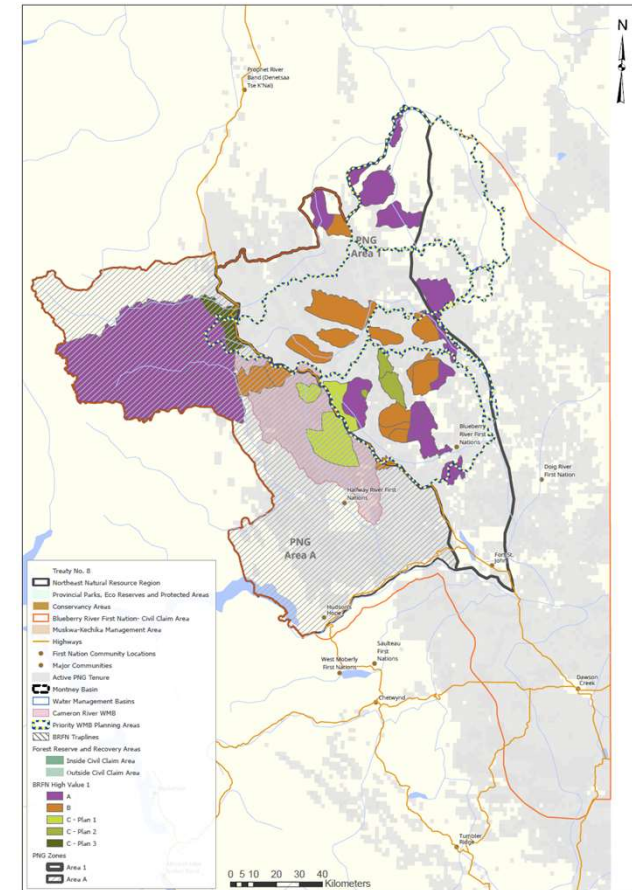 N
Prophet River
Band (Denetsaa
Tse K'Nai)
PNG
Area 1
Blueberry
River First
Nations
Doig River
First Nation
Halfway River First
Nations
PNG
Area A
Fort St.
John
Hudson's
Hope
Saulteau
First
Nations
West Moberly
First Nations
Chetwynd
Dawson
Creek
Tumbler
Ridge
Treaty No. 8
Northeast Natural Resource Region
Provincial Parks, Eco Reserves and Protected Areas
Conservancy Areas
Blueberry River First Nation- Civil Claim Area
Muskwa-Kechika Management Area
Highways
First Nation Community Locations
Major Communities
Active PNG Tenure
Montney Basin
Water Management Basins
Cameron River WMB
Priority WMB Planning Areas
BRFN Traplines
Forest Reserve and Recovery Areas
Inside Civil Claim Area
Outside Civil Claim Area
BRFN High Value 1
A
B
C - Plan 1
C - Plan 2
C - Plan 3
PNG Zones
Area 1
Area A
0 5 10 20 30 40
Kilometers